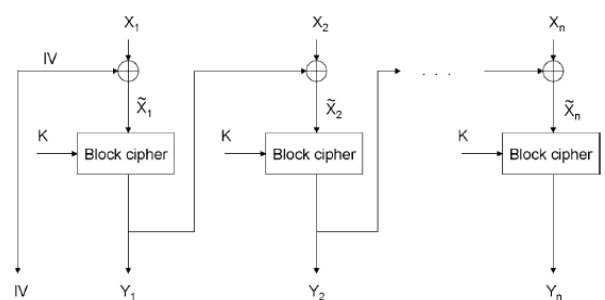 X₁ X₂ Xₙ
IV
X̃₁ X̃₂ . . . X̃ₙ
K K K
Block cipher Block cipher Block cipher
IV Y₁ Y₂ Yₙ